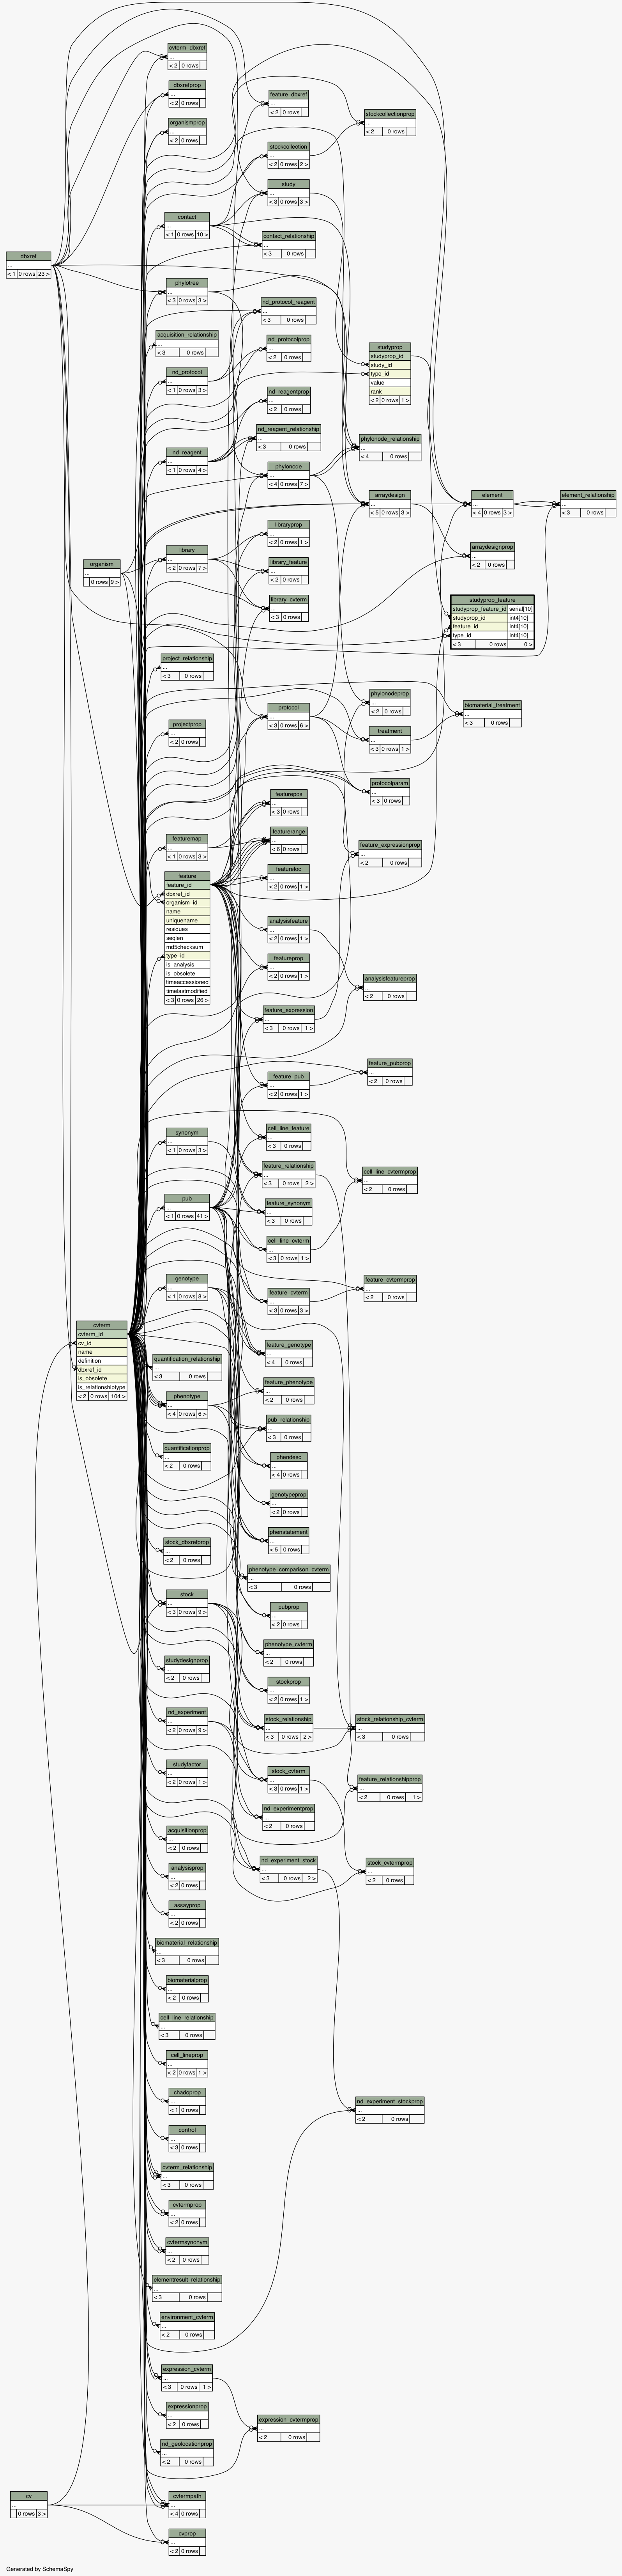 cvterm_dbxref
...
< 2 0 rows
dbxrefprop
...
< 2 0 rows
organismprop
...
< 2 0 rows
feature_dbxref
...
< 2 0 rows
stockcollectionprop
...
< 2 0 rows
stockcollection
...
< 2 0 rows 2 >
study
...
< 3 0 rows 3 >
contact
...
< 1 0 rows 10 >
contact_relationship
...
< 3 0 rows
dbxref
...
< 1 0 rows 23 >
phylotree
...
< 3 0 rows 3 >
nd_protocol_reagent
...
< 3 0 rows
acquisition_relationship
...
< 3 0 rows
nd_protocolprop
...
< 2 0 rows
studyprop
studyprop_id
study_id
type_id
value
rank
< 2 0 rows 1 >
nd_protocol
...
< 1 0 rows 3 >
nd_reagentprop
...
< 2 0 rows
nd_reagent_relationship
...
< 3 0 rows
phylonode_relationship
...
< 4 0 rows
nd_reagent
...
< 1 0 rows 4 >
phylonode
...
< 4 0 rows 7 >
arraydesign
...
< 5 0 rows 3 >
element
...
< 4 0 rows 3 >
element_relationship
...
< 3 0 rows
libraryprop
...
< 2 0 rows 1 >
library
...
< 2 0 rows 7 >
arraydesignprop
...
< 2 0 rows
organism
...
0 rows 9 >
library_feature
...
< 2 0 rows
library_cvterm
...
< 3 0 rows
studyprop_feature
studyprop_feature_id serial[10]
studyprop_id int4[10]
feature_id int4[10]
type_id int4[10]
< 3 0 rows 0 >
project_relationship
...
< 3 0 rows
phylonodeprop
...
< 2 0 rows
biomaterial_treatment
...
< 3 0 rows
protocol
...
< 3 0 rows 6 >
projectprop
...
< 2 0 rows
treatment
...
< 3 0 rows 1 >
protocolparam
...
< 3 0 rows
featurepos
...
< 3 0 rows
featuremap
...
< 1 0 rows 3 >
featurerange
...
< 6 0 rows
feature_expressionprop
...
< 2 0 rows
feature
feature_id
dbxref_id
organism_id
name
uniquename
residues
seqlen
md5checksum
type_id
is_analysis
is_obsolete
timeaccessioned
timelastmodified
< 3 0 rows 26 >
featureloc
...
< 2 0 rows 1 >
analysisfeature
...
< 2 0 rows 1 >
featureprop
...
< 2 0 rows 1 >
analysisfeatureprop
...
< 2 0 rows
feature_expression
...
< 3 0 rows 1 >
feature_pubprop
...
< 2 0 rows
feature_pub
...
< 2 0 rows 1 >
synonym
...
< 1 0 rows 3 >
cell_line_feature
...
< 3 0 rows
feature_relationship
...
< 3 0 rows 2 >
cell_line_cvtermprop
...
< 2 0 rows
pub
...
< 1 0 rows 41 >
feature_synonym
...
< 3 0 rows
cell_line_cvterm
...
< 3 0 rows 1 >
genotype
...
< 1 0 rows 8 >
feature_cvterm
...
< 3 0 rows 3 >
feature_cvtermprop
...
< 2 0 rows
cvterm
cvterm_id
cv_id
name
definition
dbxref_id
is_obsolete
is_relationshiptype
< 2 0 rows 104 >
feature_genotype
...
< 4 0 rows
quantification_relationship
...
< 3 0 rows
feature_phenotype
...
< 2 0 rows
phenotype
...
< 4 0 rows 6 >
pub_relationship
...
< 3 0 rows
quantificationprop
...
< 2 0 rows
phendesc
...
< 4 0 rows
genotypeprop
...
< 2 0 rows
phenstatement
...
< 5 0 rows
stock_dbxrefprop
...
< 2 0 rows
phenotype_comparison_cvterm
...
< 3 0 rows
stock
...
< 3 0 rows 9 >
pubprop
...
< 2 0 rows
phenotype_cvterm
...
< 2 0 rows
studydesignprop
...
< 2 0 rows
stockprop
...
< 2 0 rows 1 >
nd_experiment
...
< 2 0 rows 9 >
stock_relationship
...
< 3 0 rows 2 >
stock_relationship_cvterm
...
< 3 0 rows
studyfactor
...
< 2 0 rows 1 >
stock_cvterm
...
< 3 0 rows 1 >
feature_relationshipprop
...
< 2 0 rows 1 >
nd_experimentprop
...
< 2 0 rows
acquisitionprop
...
< 2 0 rows
nd_experiment_stock
...
< 3 0 rows 2 >
stock_cvtermprop
...
< 2 0 rows
analysisprop
...
< 2 0 rows
assayprop
...
< 2 0 rows
biomaterial_relationship
...
< 3 0 rows
biomaterialprop
...
< 2 0 rows
cell_line_relationship
...
< 3 0 rows
cell_lineprop
...
< 2 0 rows 1 >
chadoprop
...
< 1 0 rows
nd_experiment_stockprop
...
< 2 0 rows
control
...
< 3 0 rows
cvterm_relationship
...
< 3 0 rows
cvtermprop
...
< 2 0 rows
cvtermsynonym
...
< 2 0 rows
elementresult_relationship
...
< 3 0 rows
environment_cvterm
...
< 2 0 rows
expression_cvterm
...
< 3 0 rows 1 >
expressionprop
...
< 2 0 rows
expression_cvtermprop
...
< 2 0 rows
nd_geolocationprop
...
< 2 0 rows
cv
...
0 rows 3 >
cvtermpath
...
< 4 0 rows
cvprop
...
< 2 0 rows
Generated by SchemaSpy